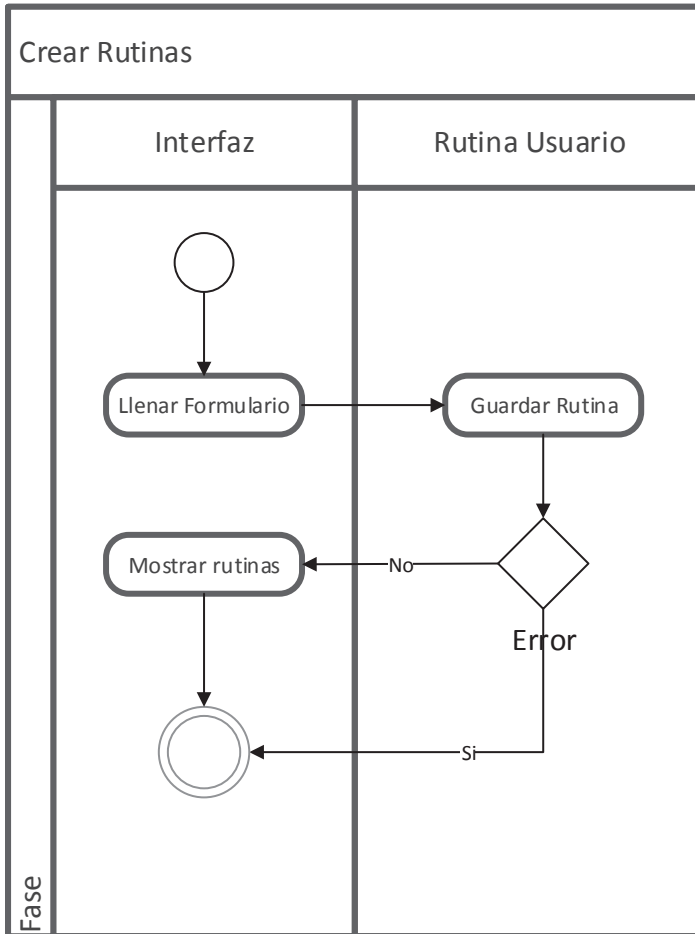 Crear Rutinas
Interfaz
Rutina Usuario
Llenar Formulario
Guardar Rutina
Mostrar rutinas
No
Error
Si
Fase